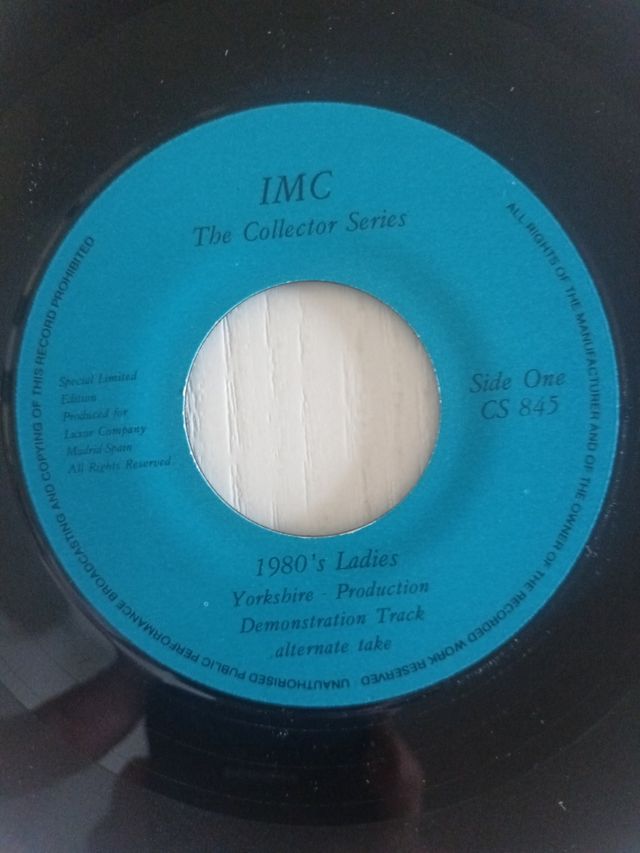 IMC
The Collector Series
Special Limited
Edition
Produced for
Luxor Company
Madrid-Spain
All Rights Reserved.
Side One
CS 845
1980's Ladies
Yorkshire - Production
Demonstration Track
alternate take
ALL RIGHTS OF THE MANUFACTURER AND OF THE OWNER OF THE RECORDED WORK RESERVED UNAUTHORISED PUBLIC PERFORMANCE BROADCASTING AND COPYING OF THIS RECORD PROHIBITED